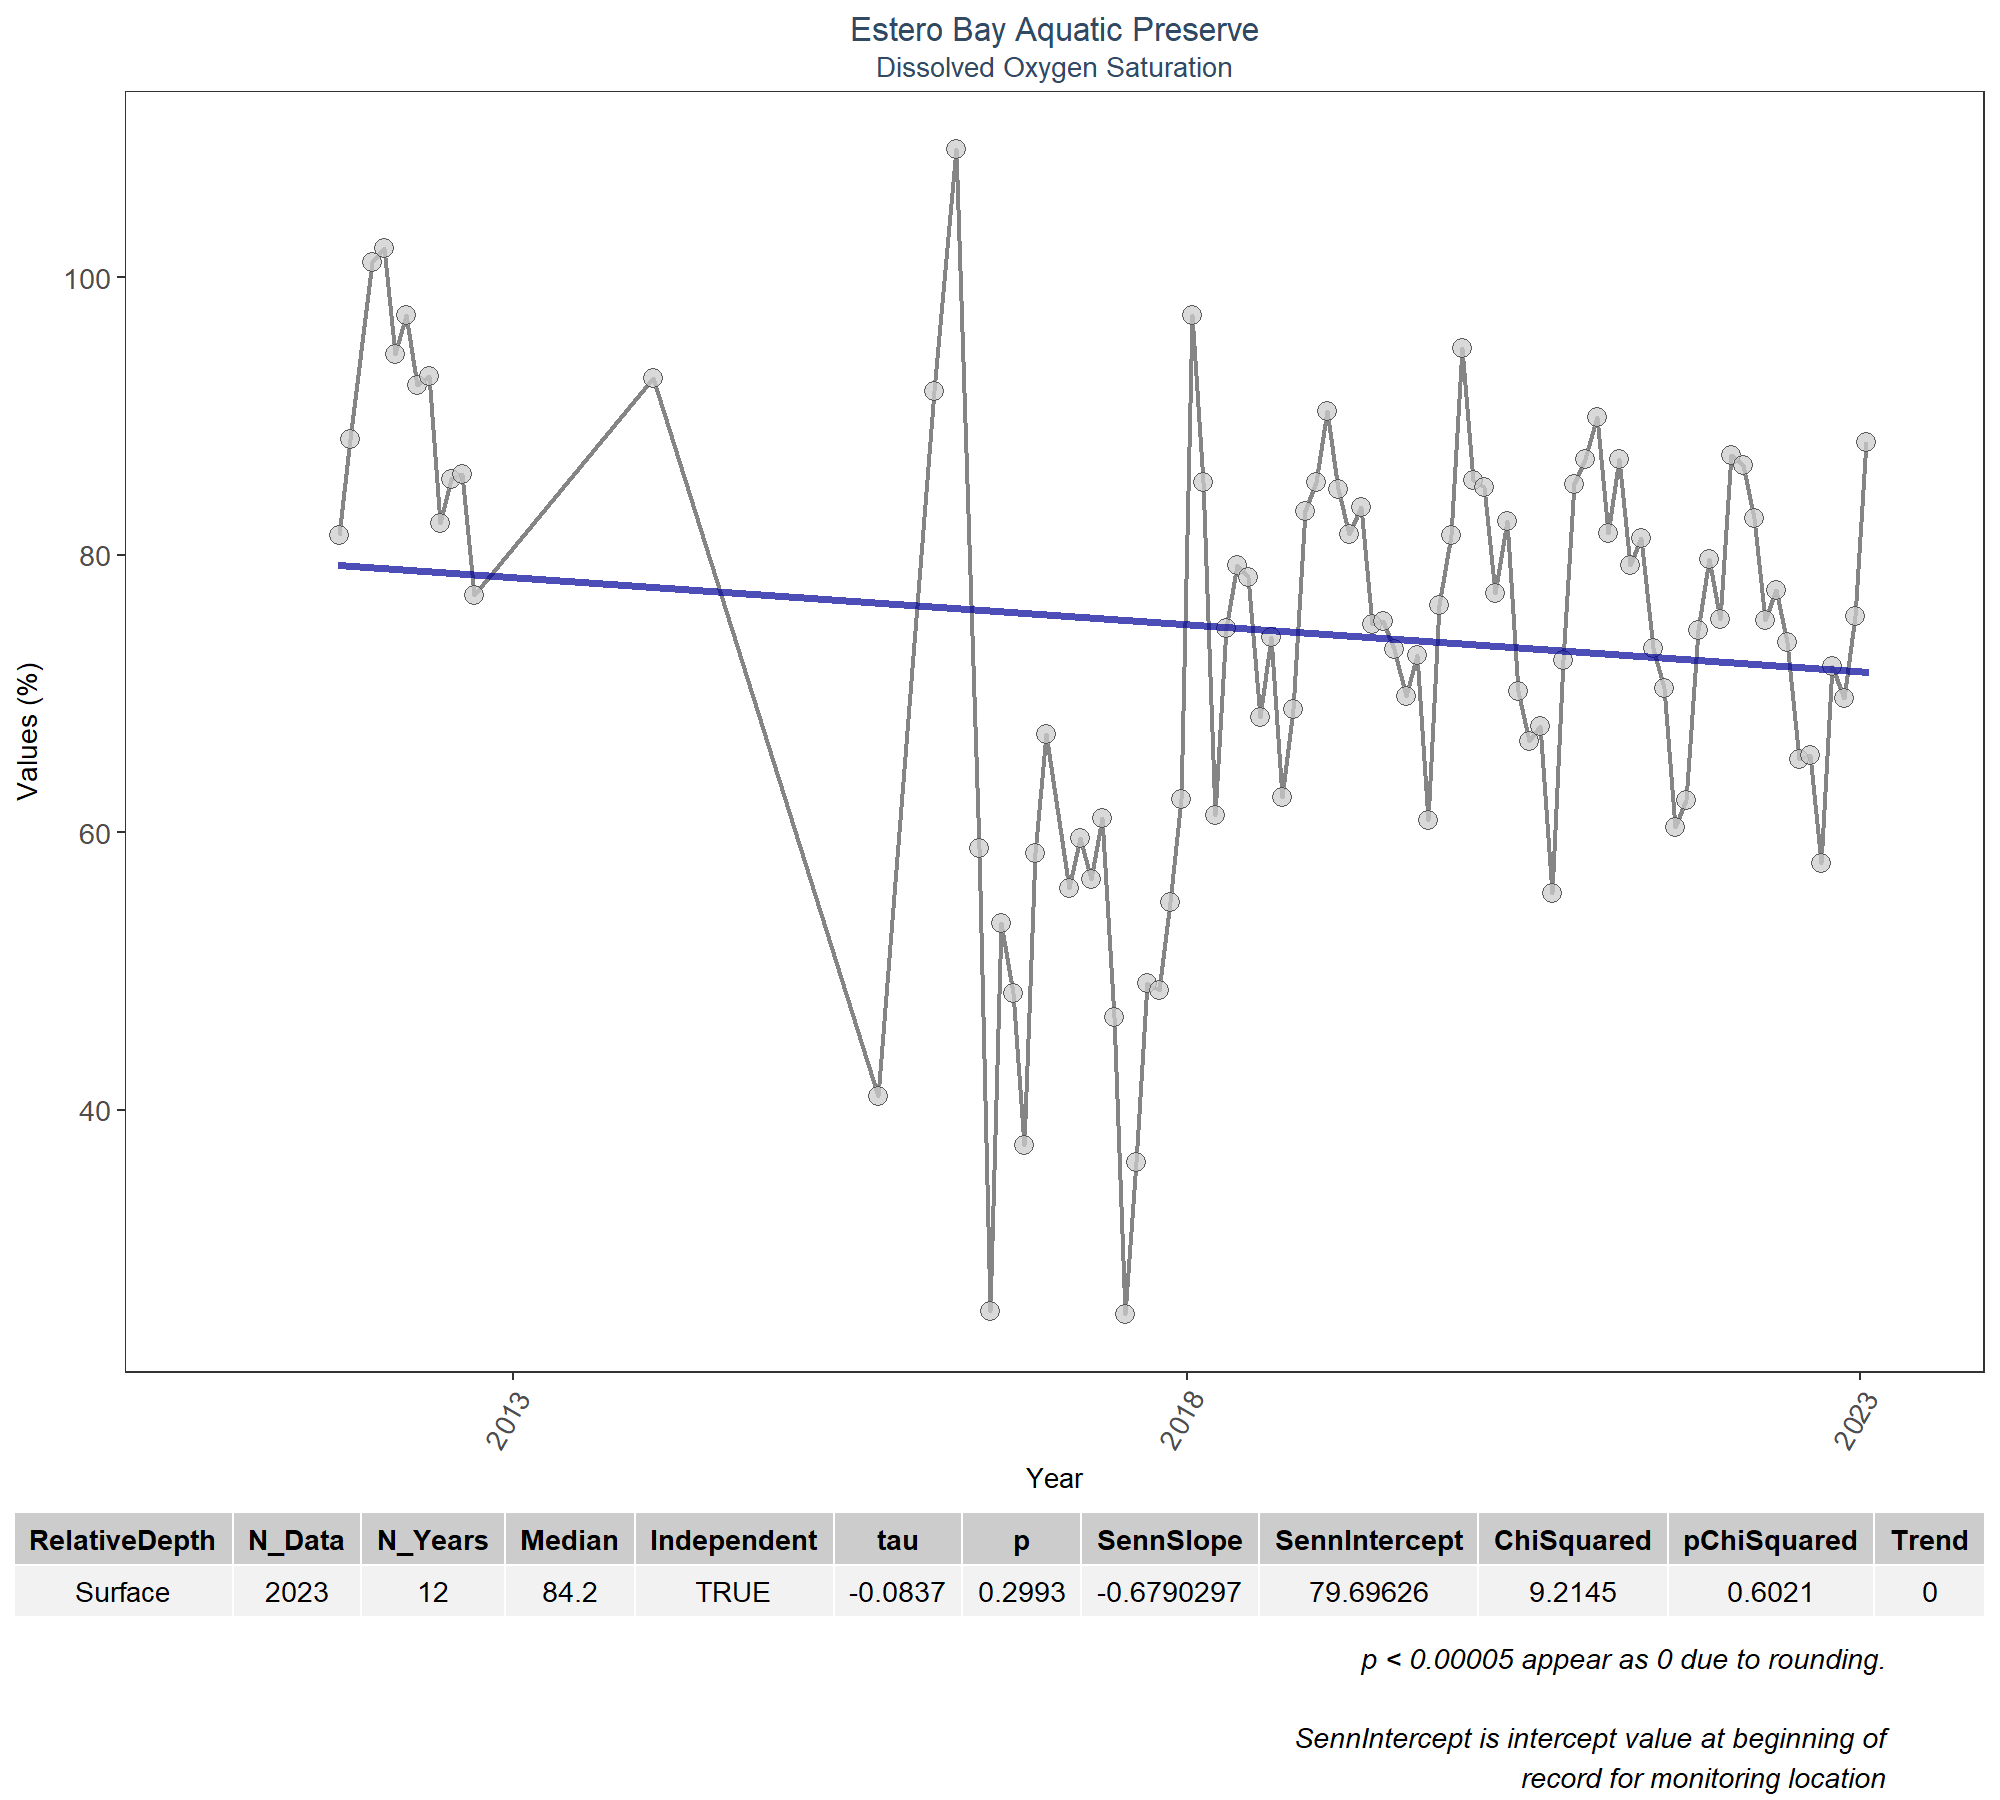 Estero Bay Aquatic Preserve
Dissolved Oxygen Saturation
Values (%)
100
80
60
40
2013
2018
2023
Year
RelativeDepth N_Data N_Years Median Independent tau p SennSlope SennIntercept ChiSquared pChiSquared Trend
Surface 2023 12 84.2 TRUE -0.0837 0.2993 -0.6790297 79.69626 9.2145 0.6021 0
p < 0.00005 appear as 0 due to rounding.
SennIntercept is intercept value at beginning of
record for monitoring location